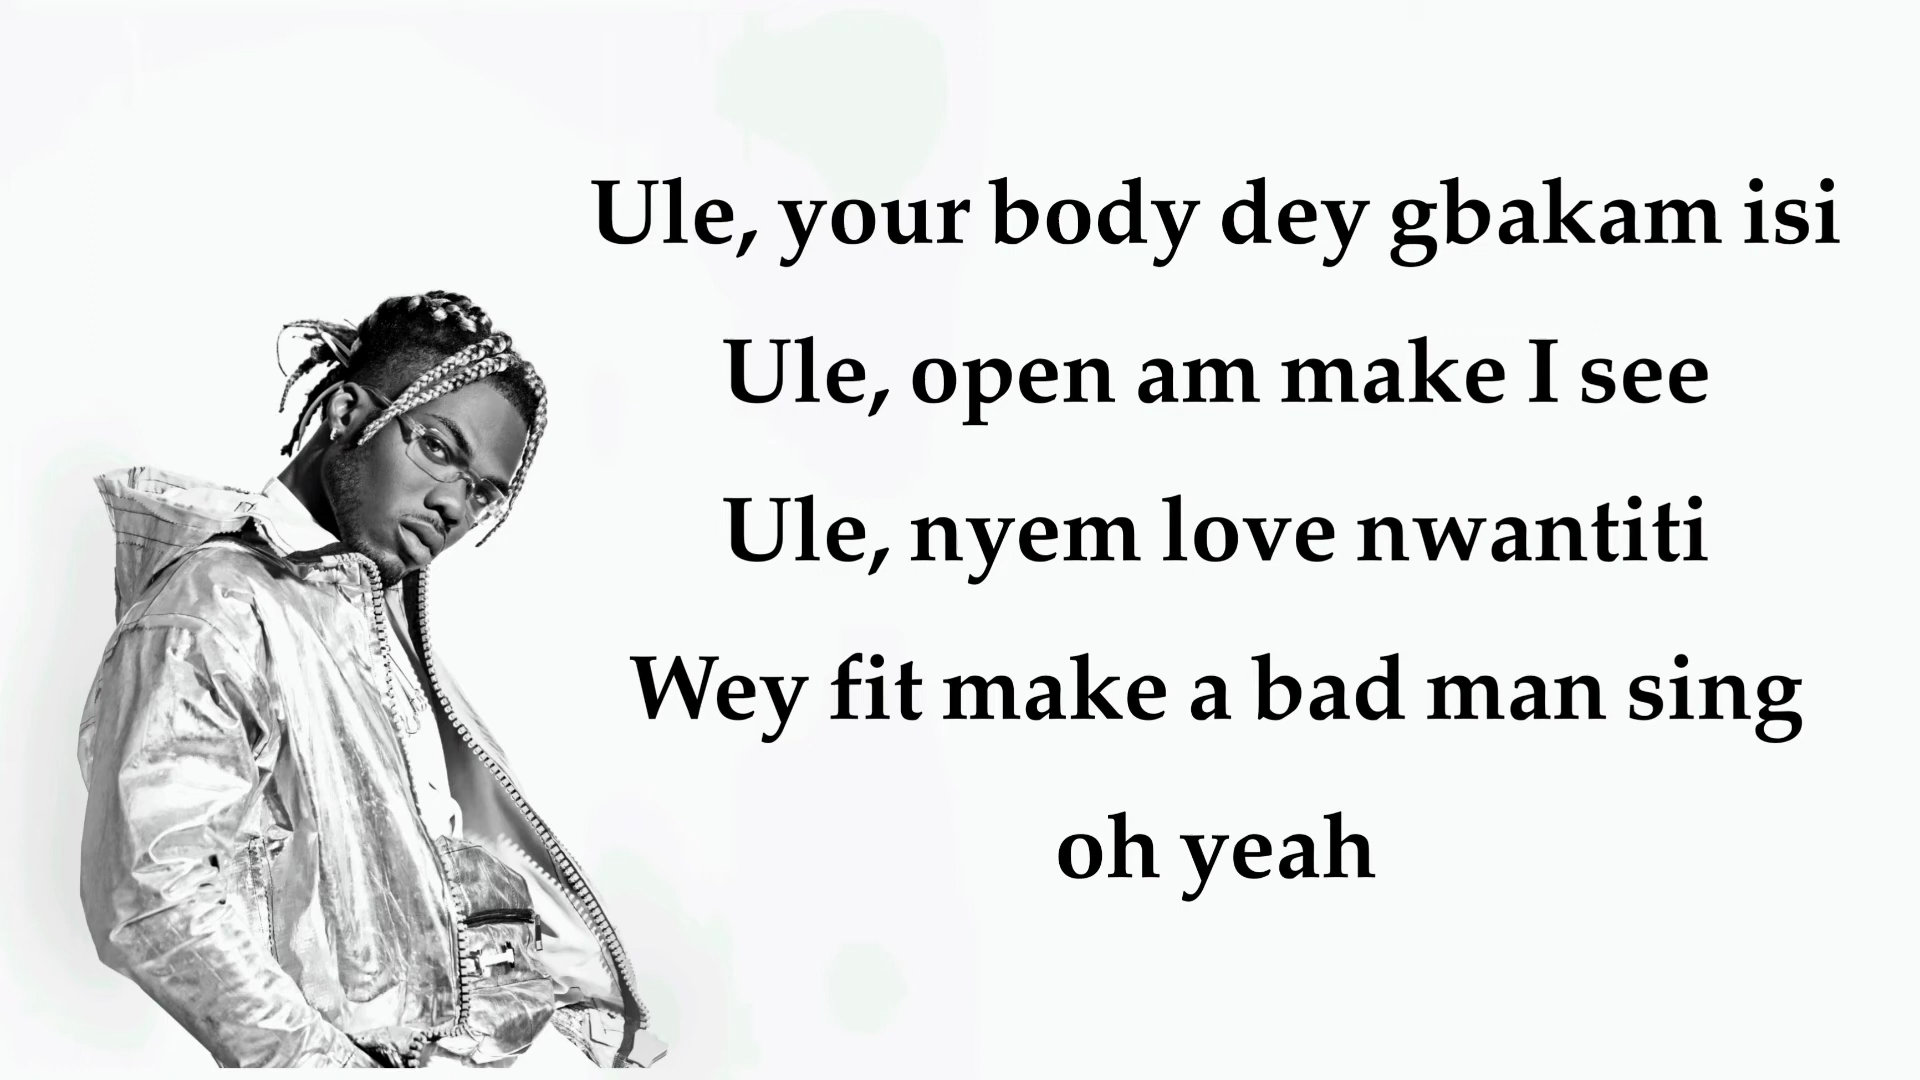 Ule, your body dey gbakam isi
Ule, open am make I see
Ule, nyem love nwantiti
Wey fit make a bad man sing
oh yeah